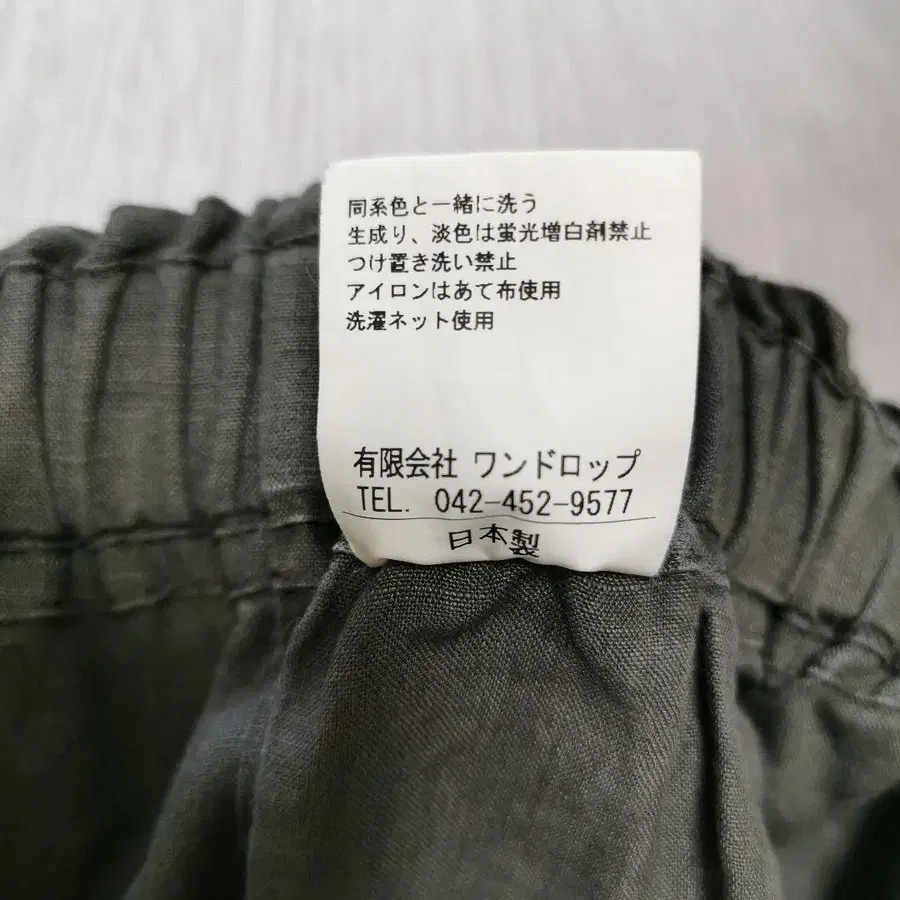 同系色と一緒に洗う
生成り、淡色は蛍光増白剤禁止
つけ置き洗い禁止
アイロンはあて布使用
洗濯ネット使用
有限会社 ワンドロップ
TEL. 042-452-9577
日本製